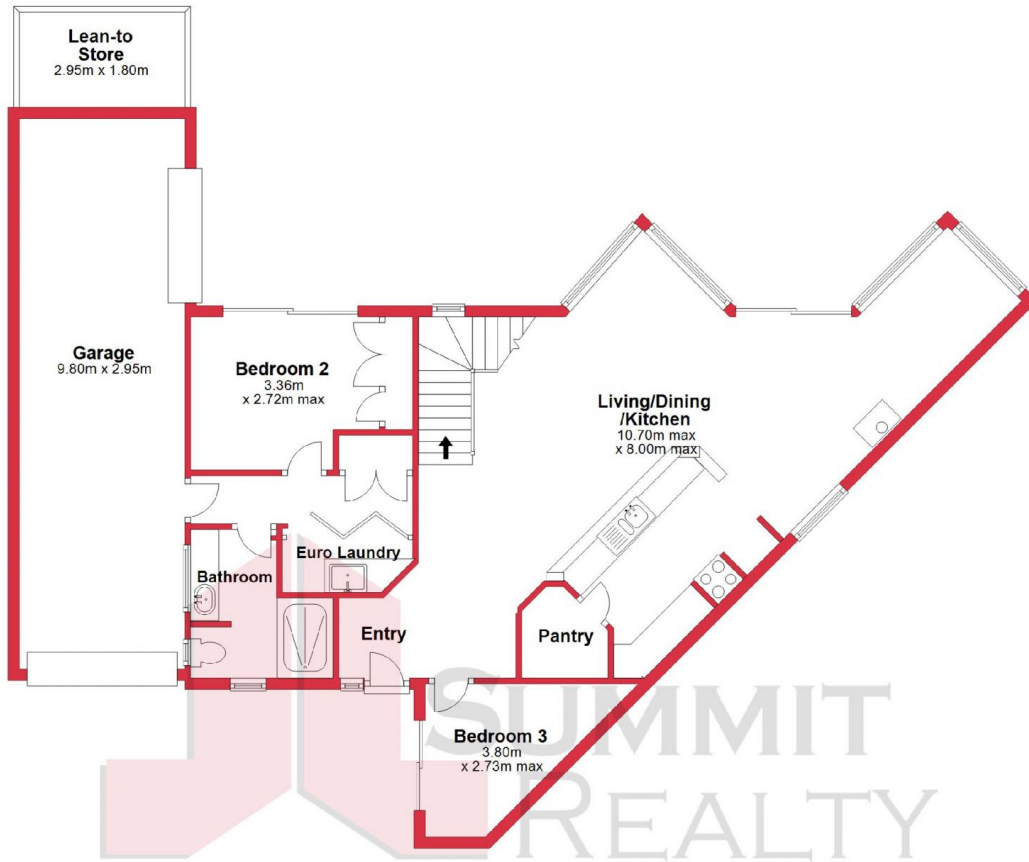 Lean-to
Store
2.95m x 1.80m
Garage
9.80m x 2.95m
Bedroom 2
3.36m
x 2.72m max
Living/Dining
/Kitchen
10.70m max
x 8.00m max
Euro Laundry
Bathroom
Entry
Pantry
Bedroom 3
3.80m
x 2.73m max
SUMMIT
REALTY